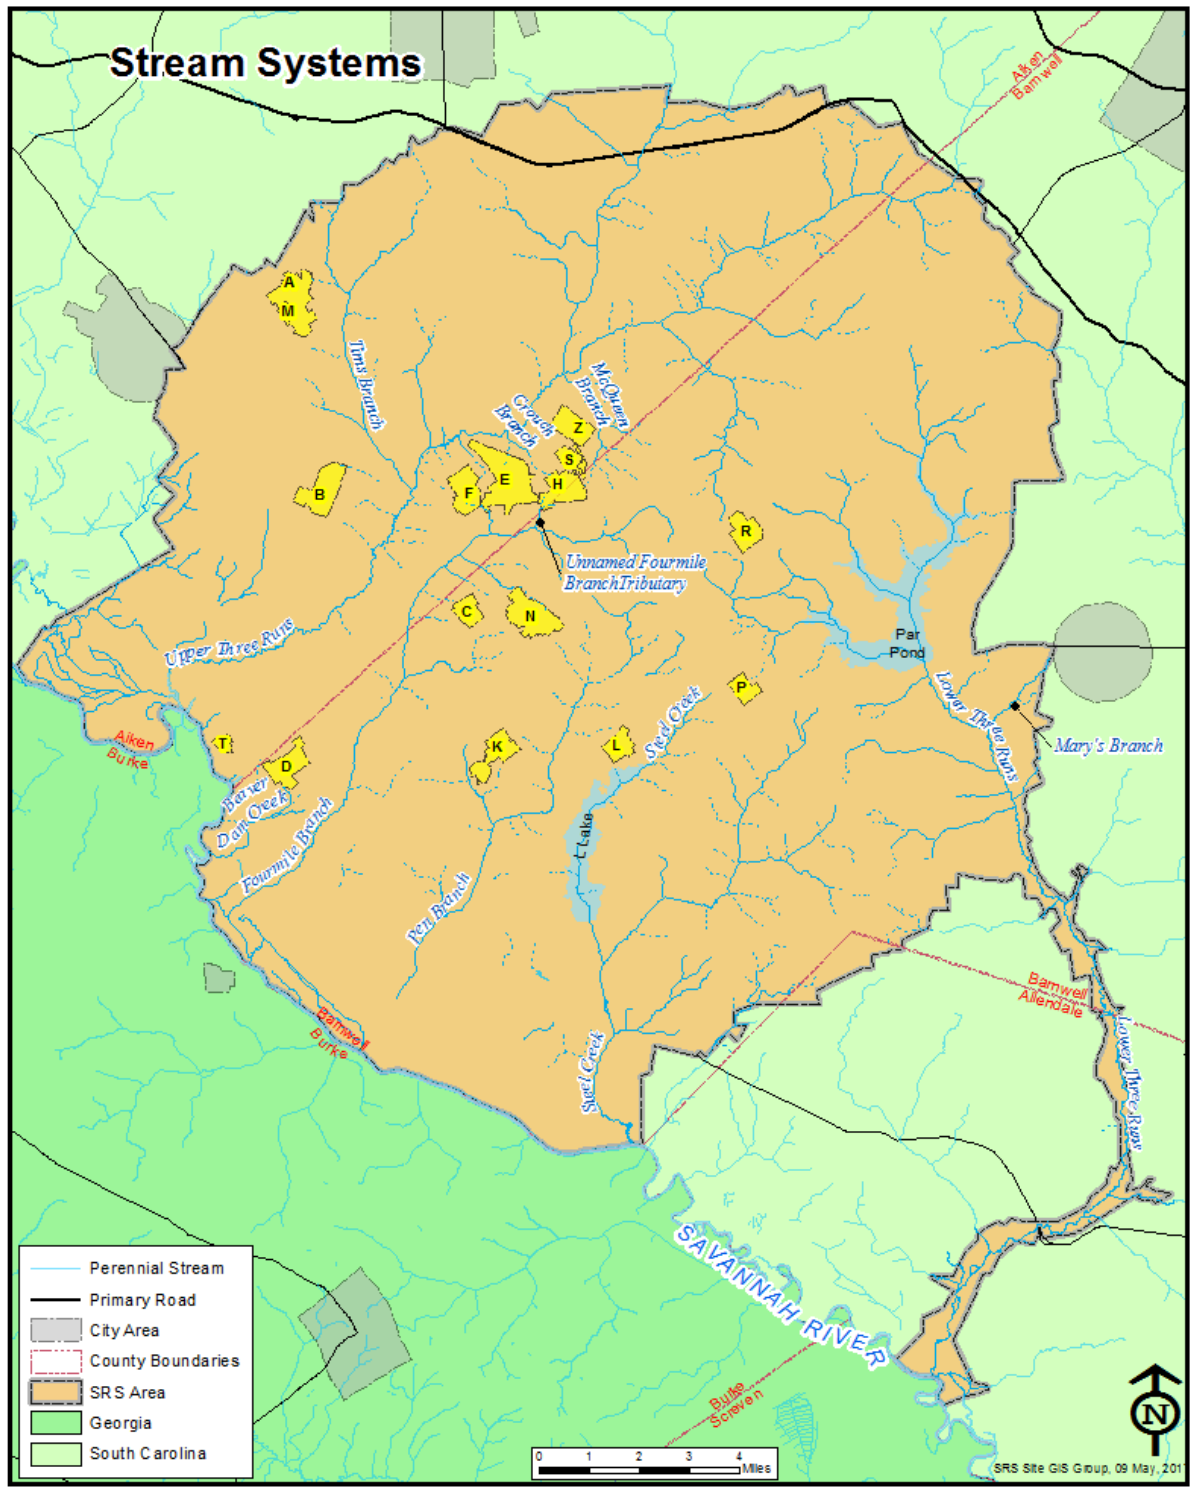 Stream Systems
Aiken
Barnwell
A
M
Tims Branch
McQueen
Branch
Crouch
Branch
Z
S
E
H
F
B
R
Unnamed Fourmile
BranchTributary
C
N
Par
Pond
Upper Three Runs
P
Lower Three Runs
Steel Creek
Mary's Branch
Aiken
Burke
T
D
K
L
Beaver
Dam Creek
L Lake
Fourmile Branch
Pen Branch
Barnwell
Allendale
Barnwell
Burke
Steel Creek
Lower Three Runs
SAVANNAH RIVER
Burke
Screven
Perennial Stream
Primary Road
City Area
County Boundaries
SRS Area
Georgia
South Carolina
0 1 2 3 4
Miles
N
SRS Site GIS Group, 09 May, 201